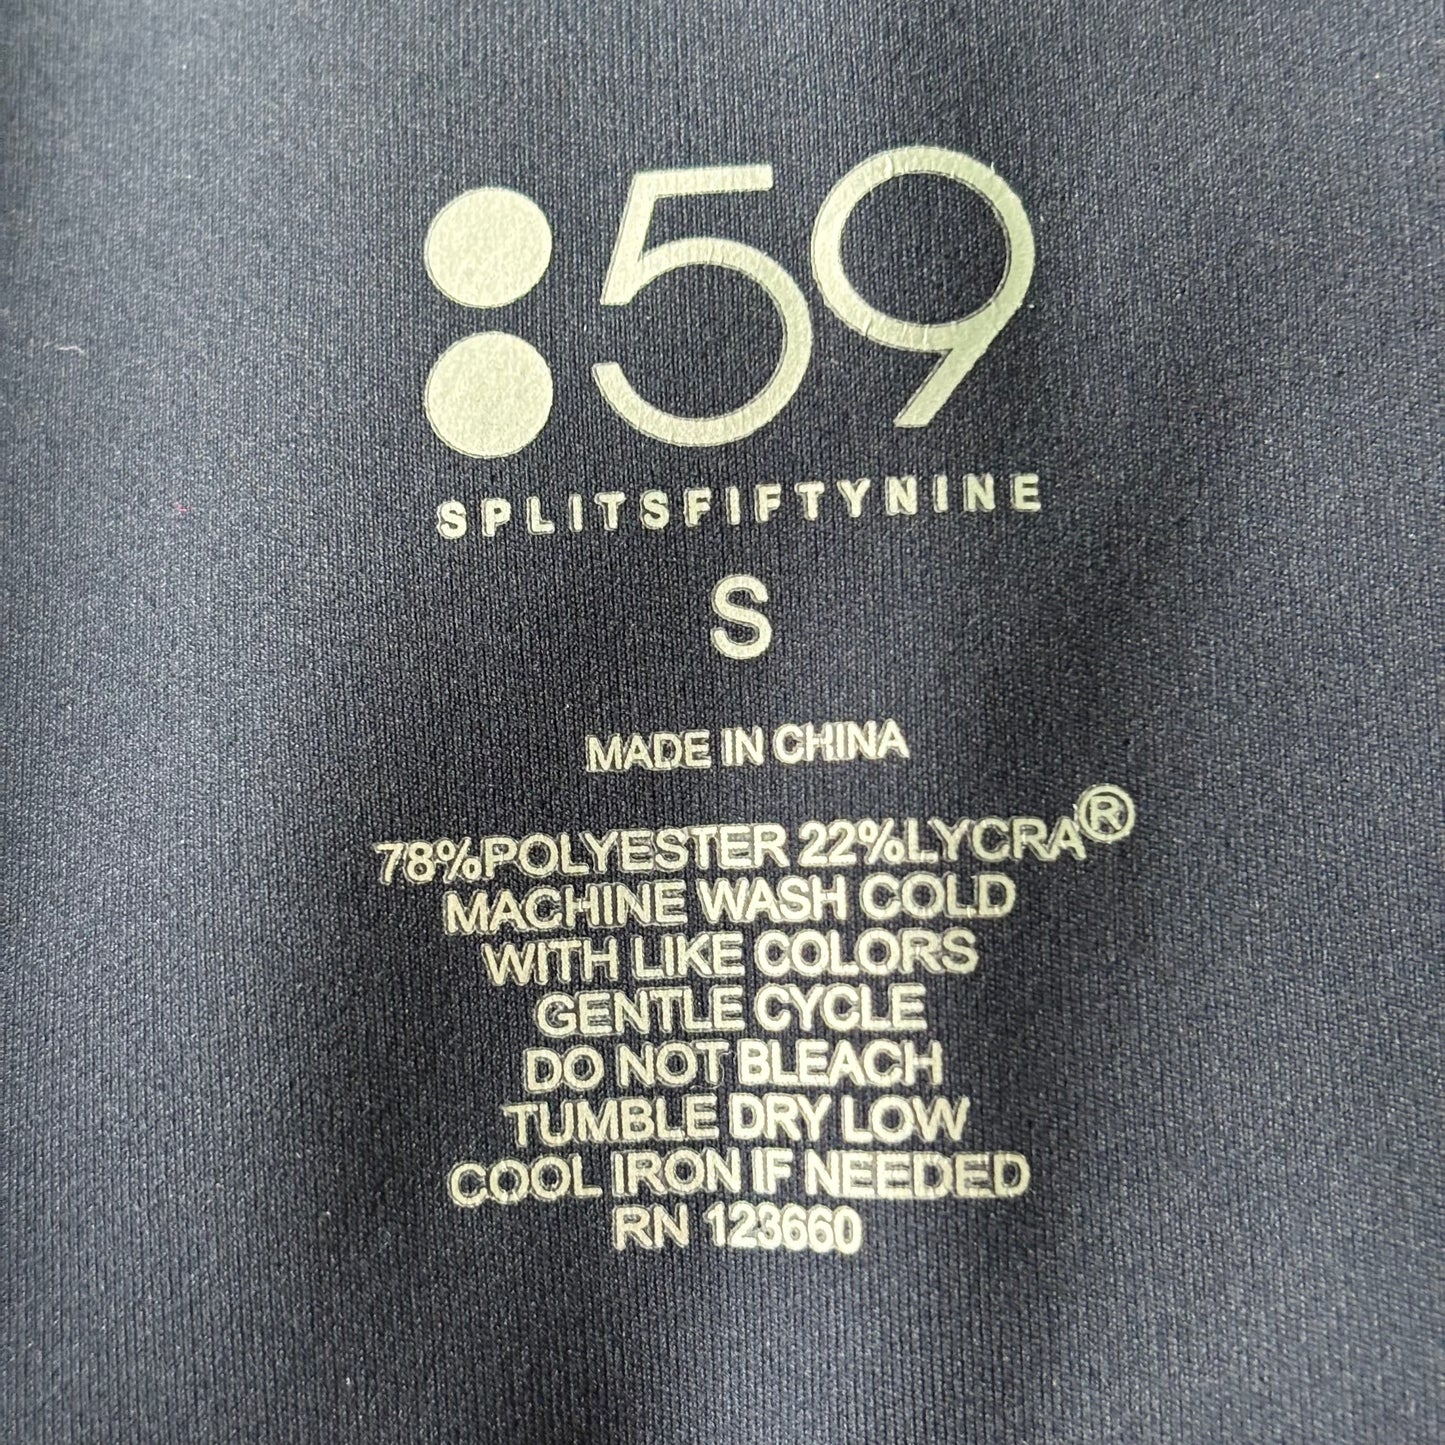 :59
SPLITSFIFTYNINE
S
MADE IN CHINA
78%POLYESTER 22%LYCRA®
MACHINE WASH COLD
WITH LIKE COLORS
GENTLE CYCLE
DO NOT BLEACH
TUMBLE DRY LOW
COOL IRON IF NEEDED
RN 123660